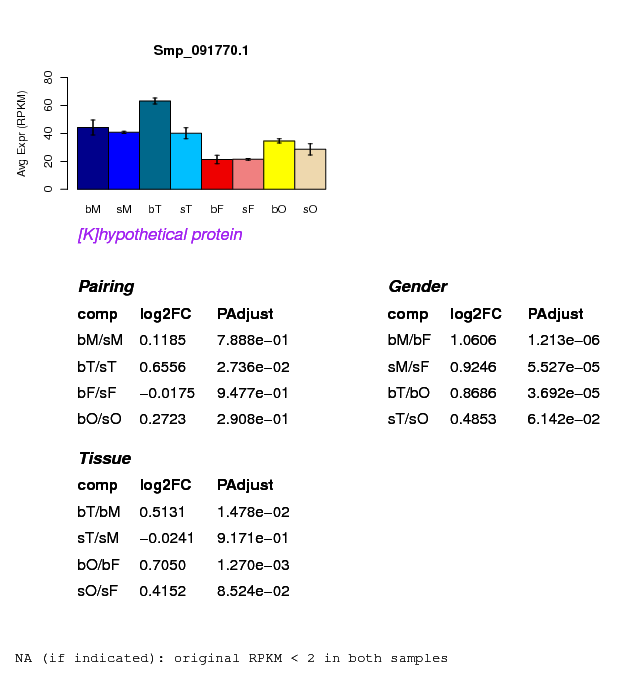 Smp_091770.1
Avg Expr (RPKM)
80
60
40
20
0
bM sM bT sT bF sF bO sO
[K]hypothetical protein
Pairing
comp log2FC PAdjust
bM/sM 0.1185 7.888e−01
bT/sT 0.6556 2.736e−02
bF/sF −0.0175 9.477e−01
bO/sO 0.2723 2.908e−01
Gender
comp log2FC PAdjust
bM/bF 1.0606 1.213e−06
sM/sF 0.9246 5.527e−05
bT/bO 0.8686 3.692e−05
sT/sO 0.4853 6.142e−02
Tissue
comp log2FC PAdjust
bT/bM 0.5131 1.478e−02
sT/sM −0.0241 9.171e−01
bO/bF 0.7050 1.270e−03
sO/sF 0.4152 8.524e−02
NA (if indicated): original RPKM < 2 in both samples